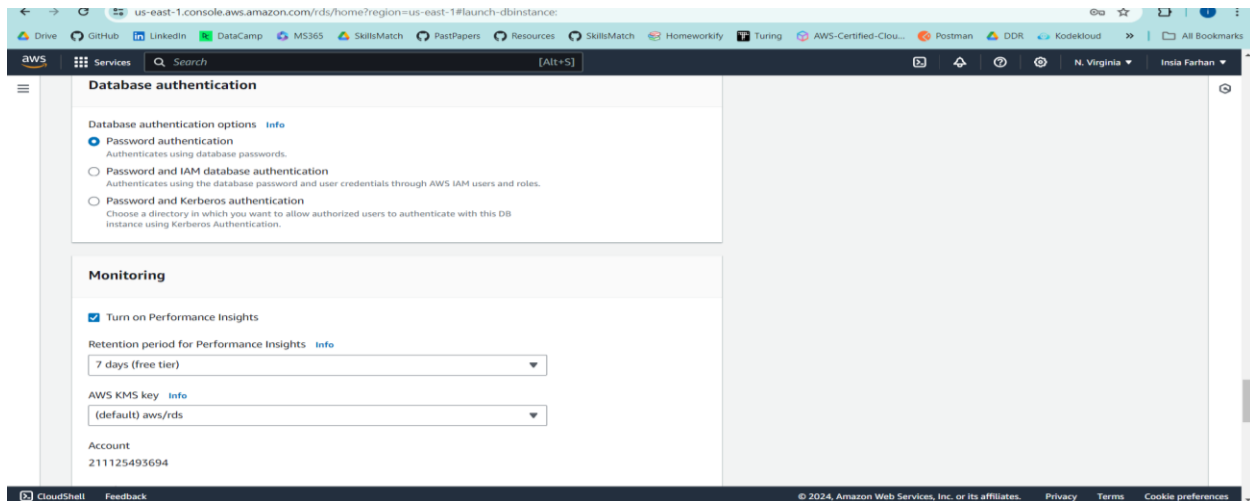 us-east-1.console.aws.amazon.com/rds/home?region=us-east-1#launch-dbinstance:
Drive GitHub LinkedIn DataCamp MS365 SkillsMatch PastPapers Resources SkillsMatch Homeworkify Turing AWS-Certified-Clou... Postman DDR Kodekloud » All Bookmarks
aws Services Search [Alt+S] N. Virginia Insia Farhan
Database authentication
Database authentication options Info
Password authentication
Authenticates using database passwords.
Password and IAM database authentication
Authenticates using the database password and user credentials through AWS IAM users and roles.
Password and Kerberos authentication
Choose a directory in which you want to allow authorized users to authenticate with this DB
instance using Kerberos Authentication.
Monitoring
Turn on Performance Insights
Retention period for Performance Insights Info
7 days (free tier)
AWS KMS key Info
(default) aws/rds
Account
211125493694
CloudShell Feedback © 2024, Amazon Web Services, Inc. or its affiliates. Privacy Terms Cookie preferences